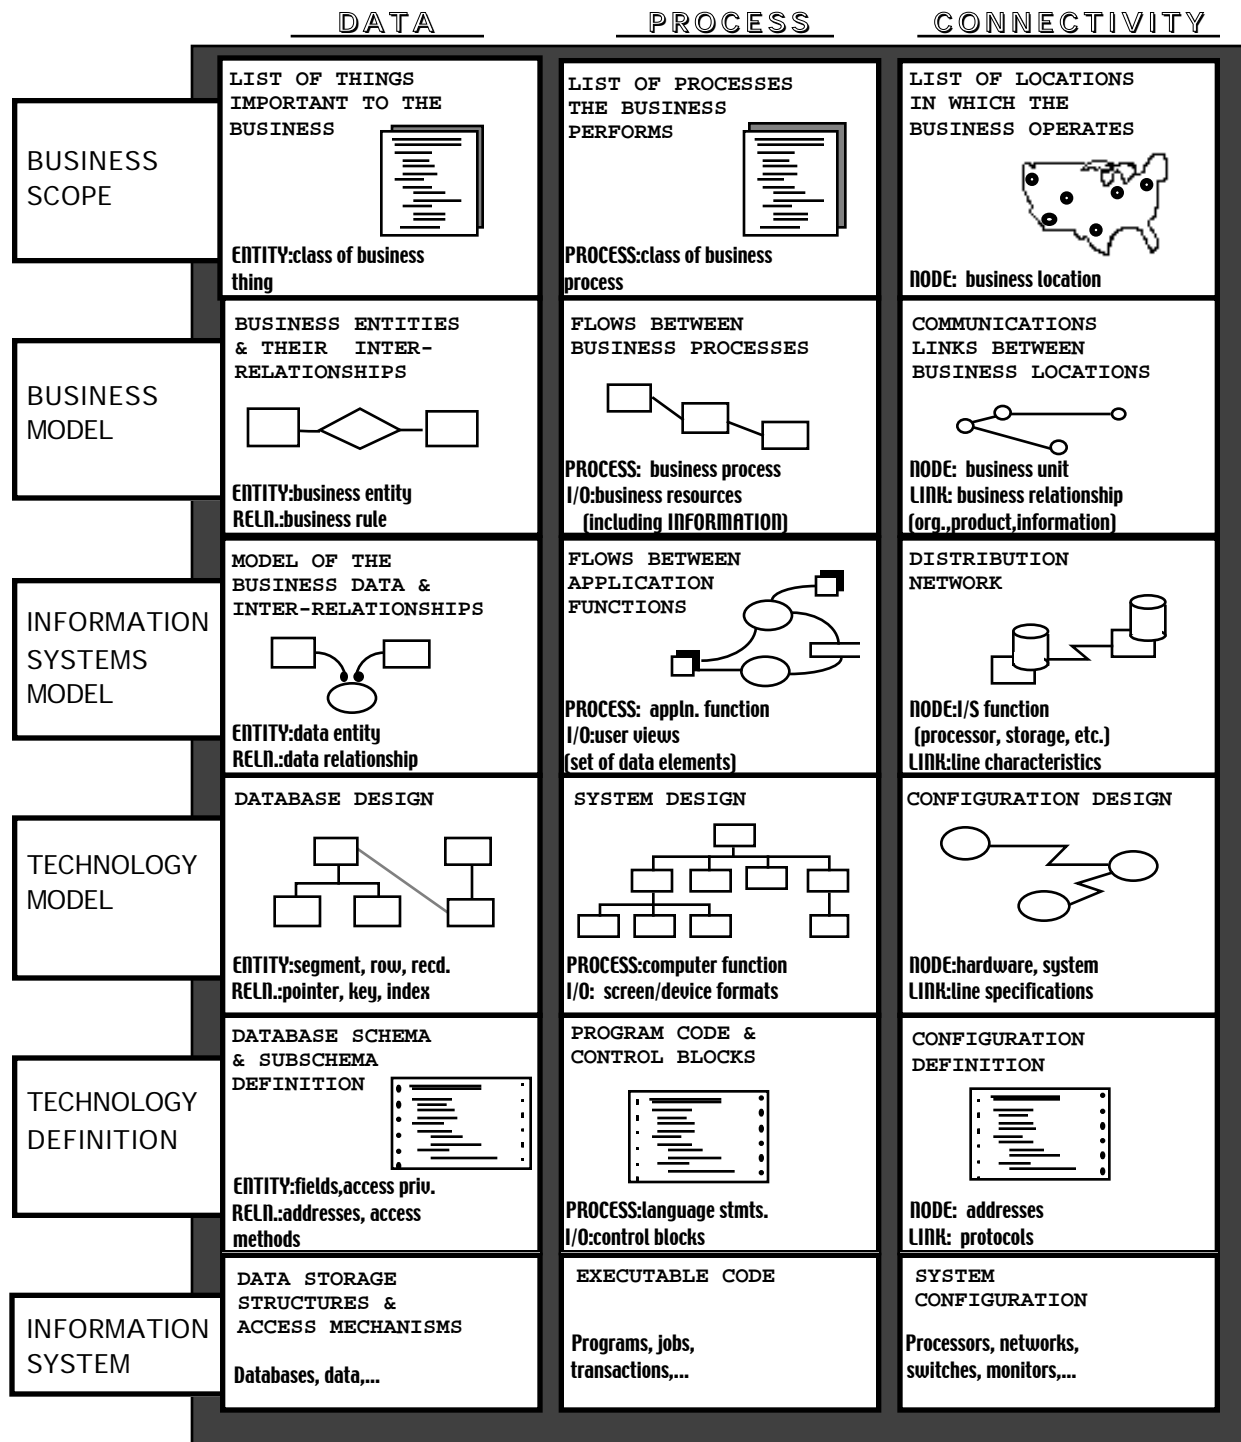 DATA
PROCESS
CONNECTIVITY
BUSINESS
SCOPE
LIST OF THINGS
IMPORTANT TO THE
BUSINESS
ENTITY:class of business
thing
LIST OF PROCESSES
THE BUSINESS
PERFORMS
PROCESS:class of business
process
LIST OF LOCATIONS
IN WHICH THE
BUSINESS OPERATES
NODE: business location
BUSINESS
MODEL
BUSINESS ENTITIES
& THEIR INTER-
RELATIONSHIPS
ENTITY:business entity
RELN.:business rule
FLOWS BETWEEN
BUSINESS PROCESSES
PROCESS: business process
I/O:business resources
(including INFORMATION)
COMMUNICATIONS
LINKS BETWEEN
BUSINESS LOCATIONS
NODE: business unit
LINK: business relationship
(org.,product,information)
INFORMATION
SYSTEMS
MODEL
MODEL OF THE
BUSINESS DATA &
INTER-RELATIONSHIPS
ENTITY:data entity
RELN.:data relationship
FLOWS BETWEEN
APPLICATION
FUNCTIONS
PROCESS: appln. function
I/O:user views
(set of data elements)
DISTRIBUTION
NETWORK
NODE:I/S function
(processor, storage, etc.)
LINK:line characteristics
TECHNOLOGY
MODEL
DATABASE DESIGN
ENTITY:segment, row, recd.
RELN.:pointer, key, index
SYSTEM DESIGN
PROCESS:computer function
I/O: screen/device formats
CONFIGURATION DESIGN
NODE:hardware, system
LINK:line specifications
TECHNOLOGY
DEFINITION
DATABASE SCHEMA
& SUBSCHEMA
DEFINITION
ENTITY:fields,access priv.
RELN.:addresses, access
methods
PROGRAM CODE &
CONTROL BLOCKS
PROCESS:language stmts.
I/O:control blocks
CONFIGURATION
DEFINITION
NODE: addresses
LINK: protocols
INFORMATION
SYSTEM
DATA STORAGE
STRUCTURES &
ACCESS MECHANISMS
Databases, data,...
EXECUTABLE CODE
Programs, jobs,
transactions,...
SYSTEM
CONFIGURATION
Processors, networks,
switches, monitors,...